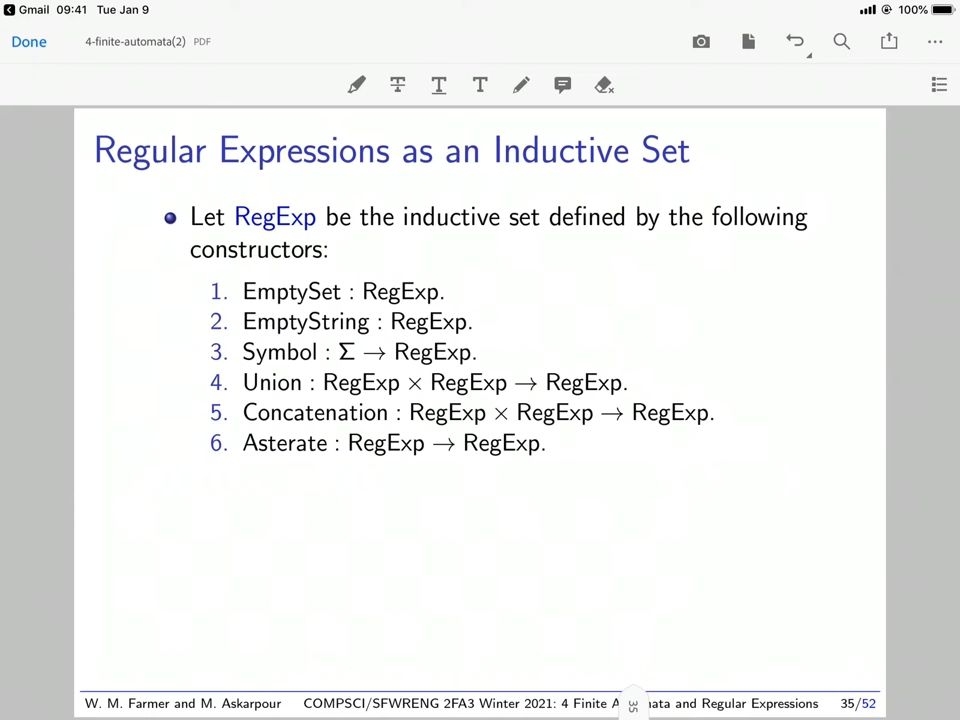 Gmail 09:41 Tue Jan 9 100%
Done 4-finite-automata(2) PDF
Regular Expressions as an Inductive Set
Let RegExp be the inductive set defined by the following
constructors:
1. EmptySet : RegExp.
2. EmptyString : RegExp.
3. Symbol : Σ → RegExp.
4. Union : RegExp × RegExp → RegExp.
5. Concatenation : RegExp × RegExp → RegExp.
6. Asterate : RegExp → RegExp.
W. M. Farmer and M. Askarpour COMPSCI/SFWRENG 2FA3 Winter 2021: 4 Finite A mata and Regular Expressions 35/52
35